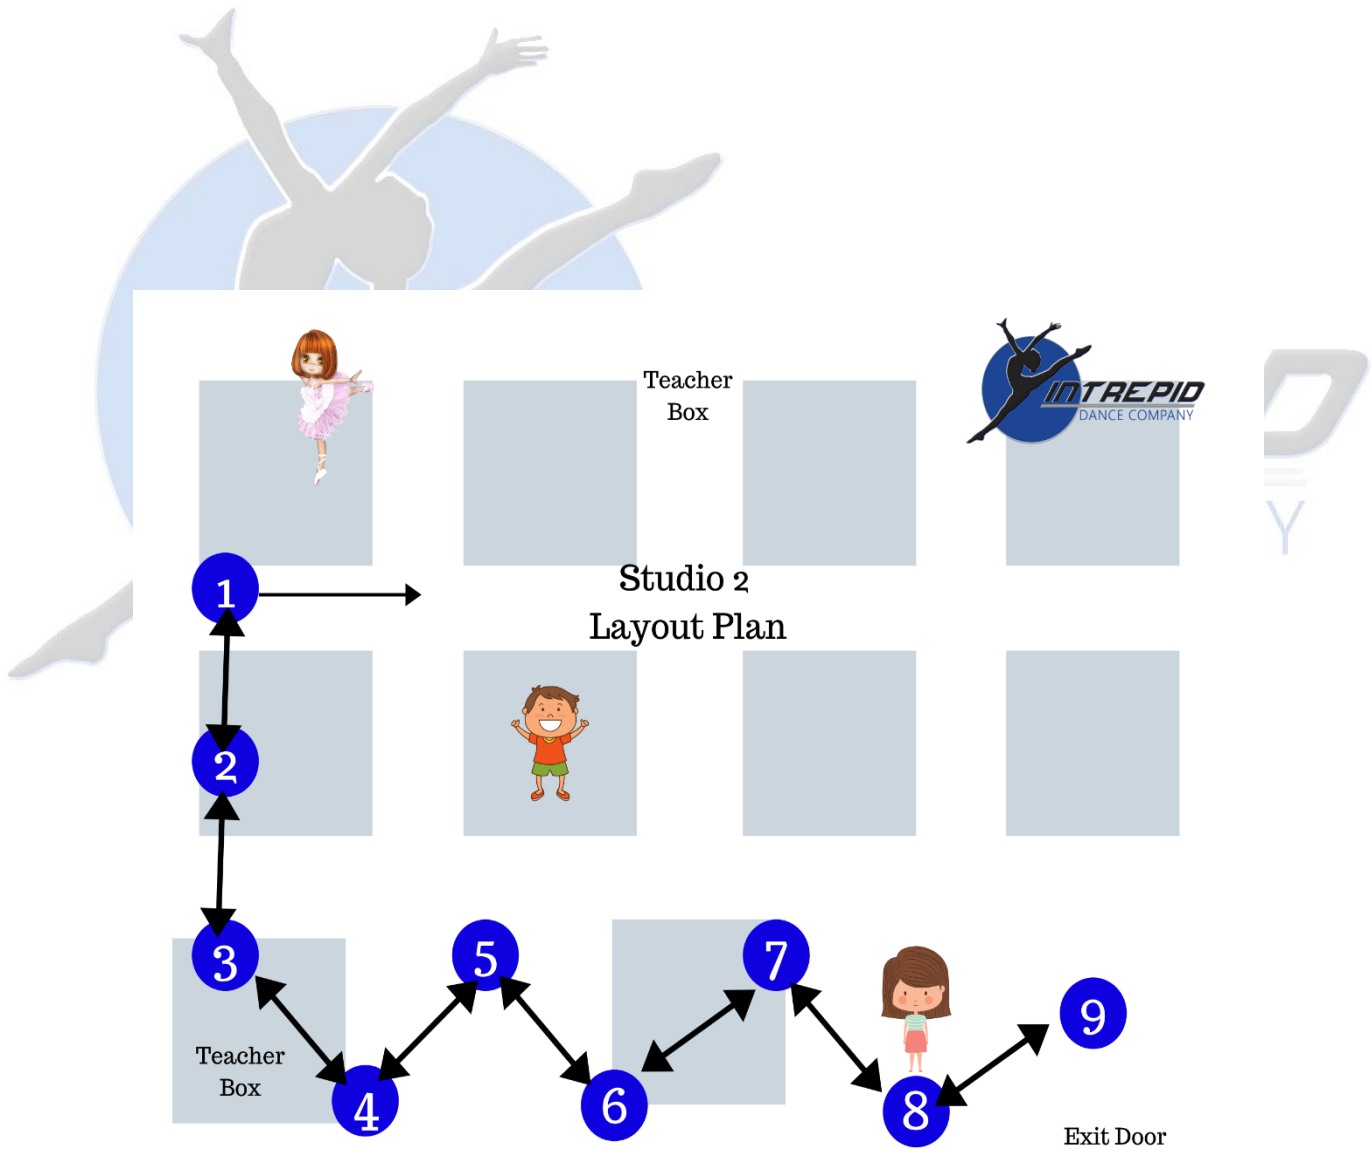 Teacher
Box
INTREPID
DANCE COMPANY
D
Y
Studio 2
Layout Plan
1
2
3
5
7
9
Teacher
Box
4
6
8
Exit Door